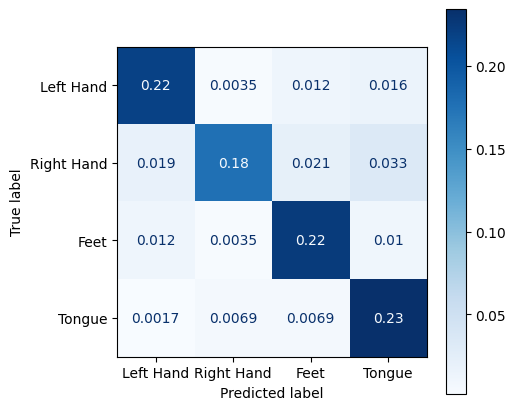 Left Hand 0.22 0.0035 0.012 0.016
Right Hand 0.019 0.18 0.021 0.033
Feet 0.012 0.0035 0.22 0.01
Tongue 0.0017 0.0069 0.0069 0.23
Left Hand Right Hand Feet Tongue
Predicted label
True label
0.20
0.15
0.10
0.05